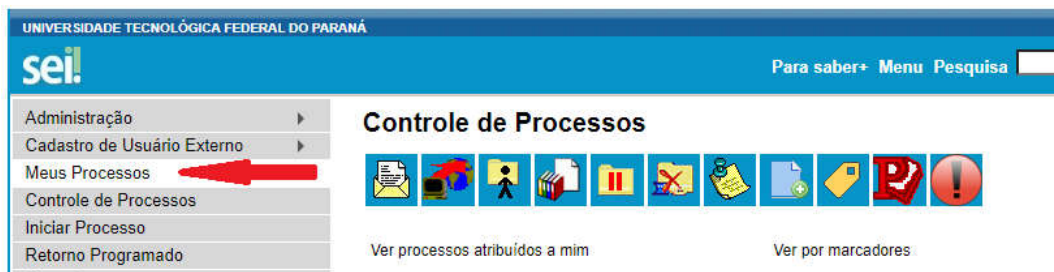 UNIVERSIDADE TECNOLÓGICA FEDERAL DO PARANÁ
sei!
Para saber+ Menu Pesquisa
Administração
Cadastro de Usuário Externo
Meus Processos
Controle de Processos
Iniciar Processo
Retorno Programado
Controle de Processos
Ver processos atribuídos a mim
Ver por marcadores